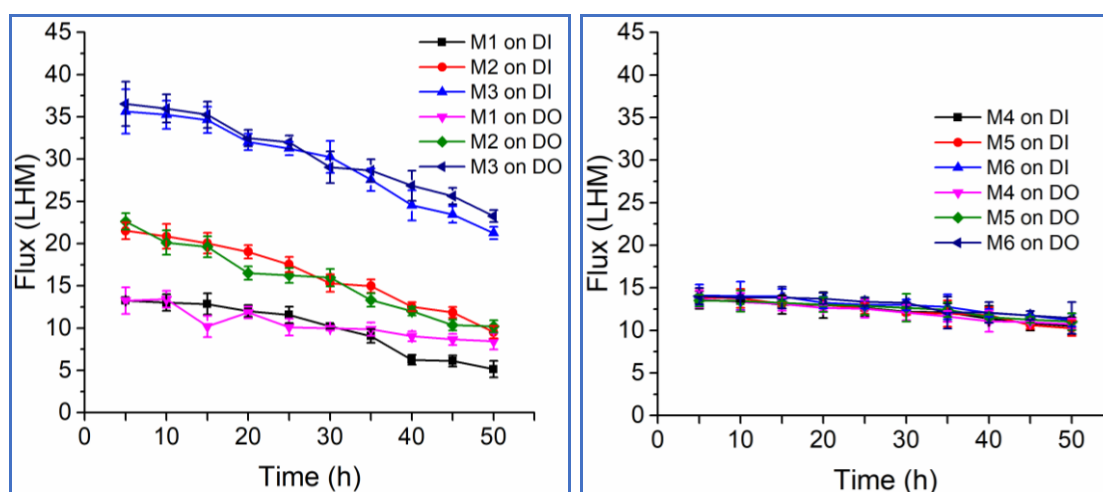 45
40
35
30
25
20
15
10
5
0
Flux (LHM)
M1 on DI
M2 on DI
M3 on DI
M1 on DO
M2 on DO
M3 on DO
0 10 20 30 40 50
Time (h)
45
40
35
30
25
20
15
10
5
0
Flux (LHM)
M4 on DI
M5 on DI
M6 on DI
M4 on DO
M5 on DO
M6 on DO
0 10 20 30 40 50
Time (h)